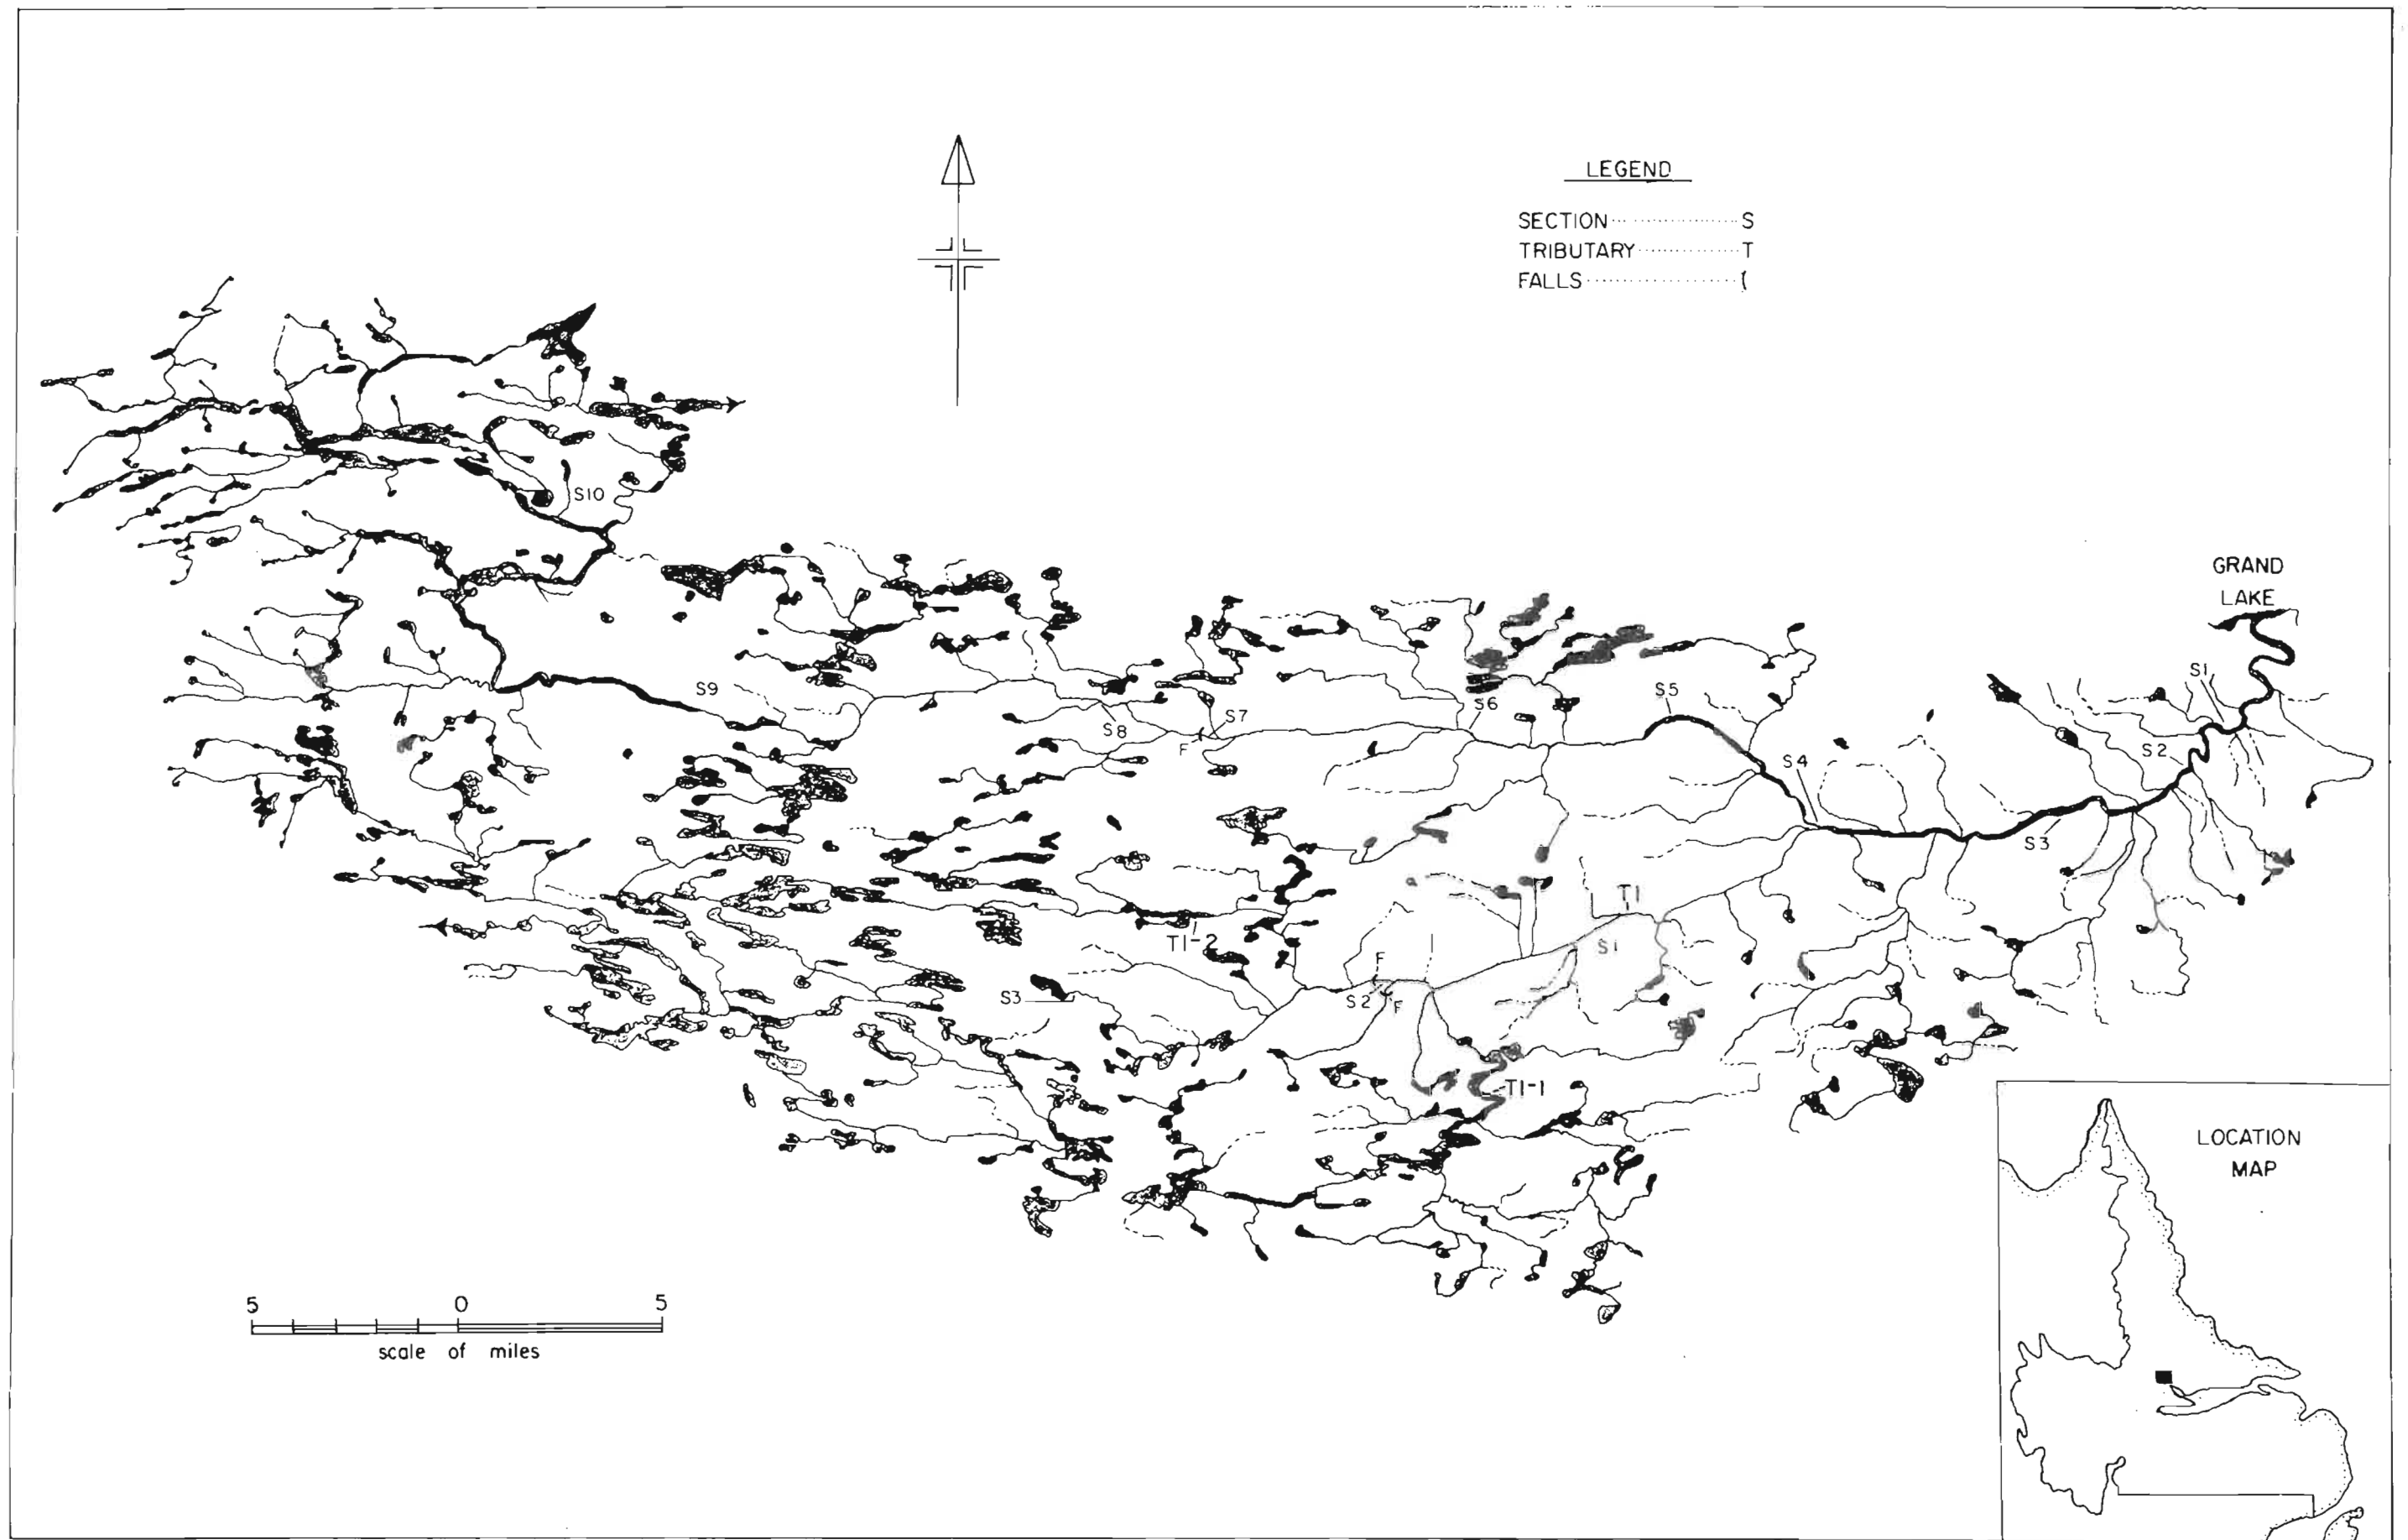 LEGEND
SECTION S
TRIBUTARY T
FALLS (
S10
GRAND
LAKE
S1
S9
S5
S6
S7
S8
F
S2
S4
S3
T1
S1
T1-2
F
S2
F
S3
T1-1
LOCATION
MAP
5 0 5
scale of miles